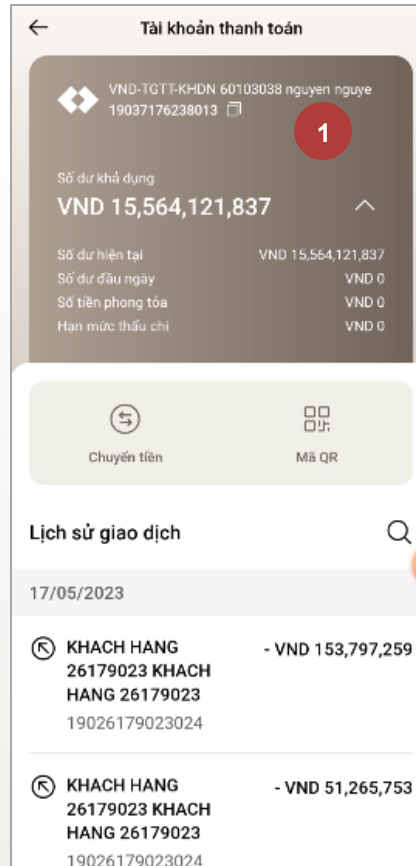 Tài khoản thanh toán
VND-TGTT-KHDN 60103038 nguyen nguye
19037176238013
1
Số dư khả dụng
VND 15,564,121,837
Số dư hiện tại VND 15,564,121,837
Số dư đầu ngày VND 0
Số tiền phong tỏa VND 0
Hạn mức thấu chi VND 0
Chuyển tiền Mã QR
Lịch sử giao dịch
17/05/2023
KHACH HANG - VND 153,797,259
26179023 KHACH
HANG 26179023
19026179023024
KHACH HANG - VND 51,265,753
26179023 KHACH
HANG 26179023
19026179023024